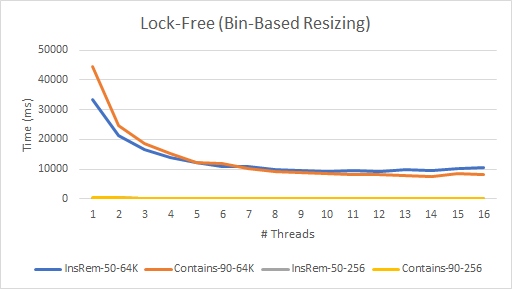 Lock-Free (Bin-Based Resizing)
50000
40000
30000
20000
10000
0
Time (ms)
1 2 3 4 5 6 7 8 9 10 11 12 13 14 15 16
# Threads
InsRem-50-64K Contains-90-64K InsRem-50-256 Contains-90-256